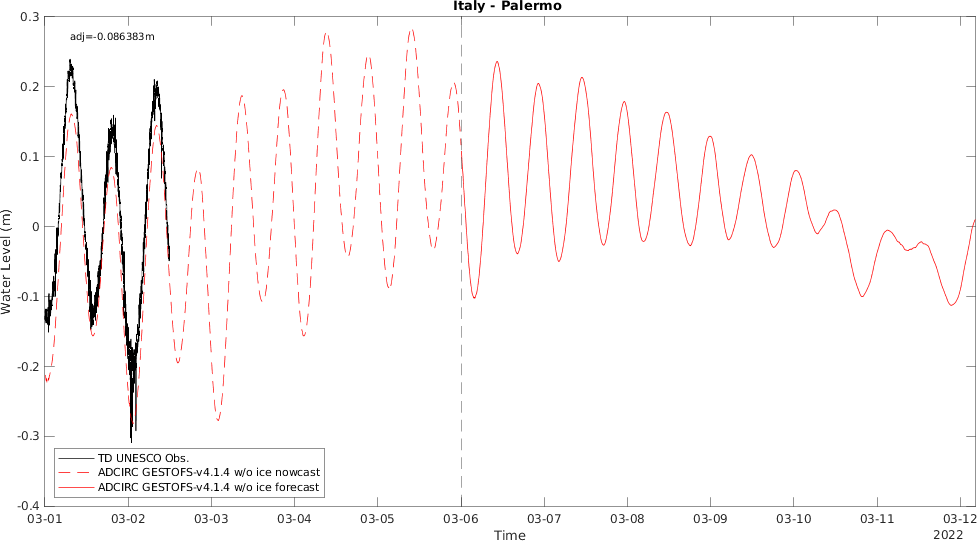 Italy - Palermo
adj=-0.086383m
0.3
0.2
0.1
0
-0.1
-0.2
-0.3
-0.4
Water Level (m)
TD UNESCO Obs.
ADCIRC GESTOFS-v4.1.4 w/o ice nowcast
ADCIRC GESTOFS-v4.1.4 w/o ice forecast
03-01 03-02 03-03 03-04 03-05 03-06 03-07 03-08 03-09 03-10 03-11 03-12
Time
2022